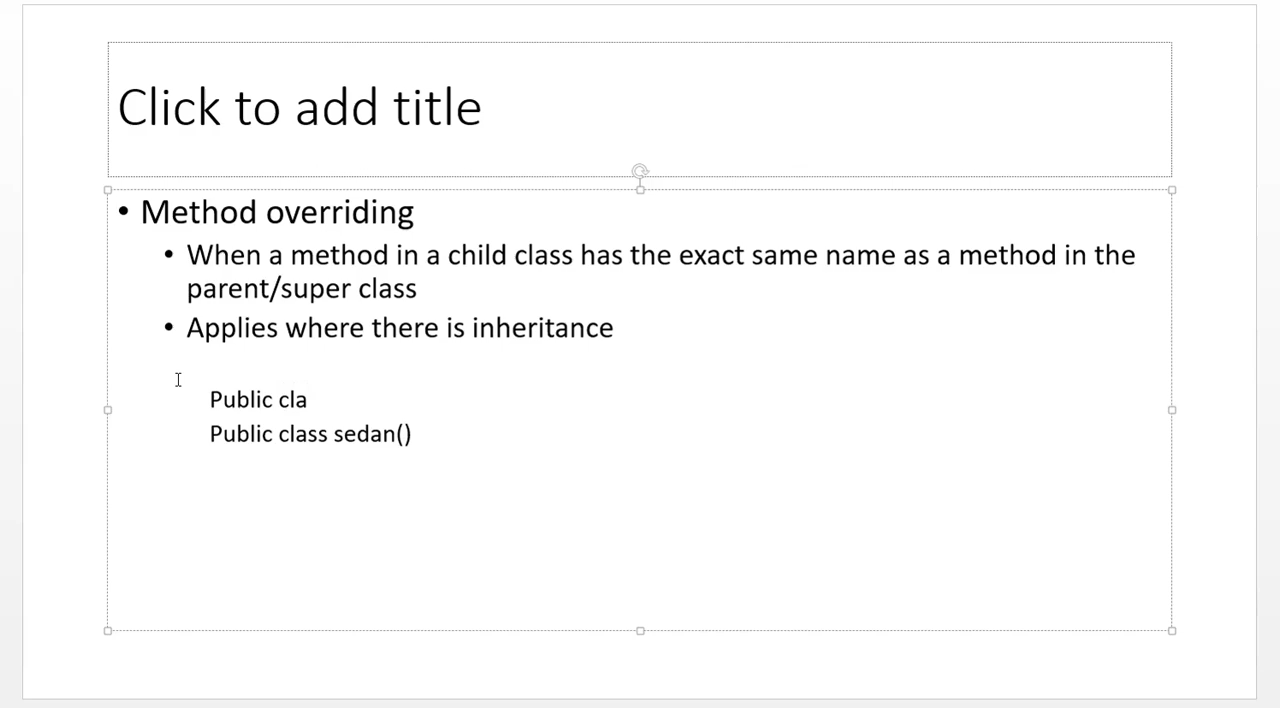 Click to add title
• Method overriding
• When a method in a child class has the exact same name as a method in the
parent/super class
• Applies where there is inheritance
Public cla
Public class sedan()